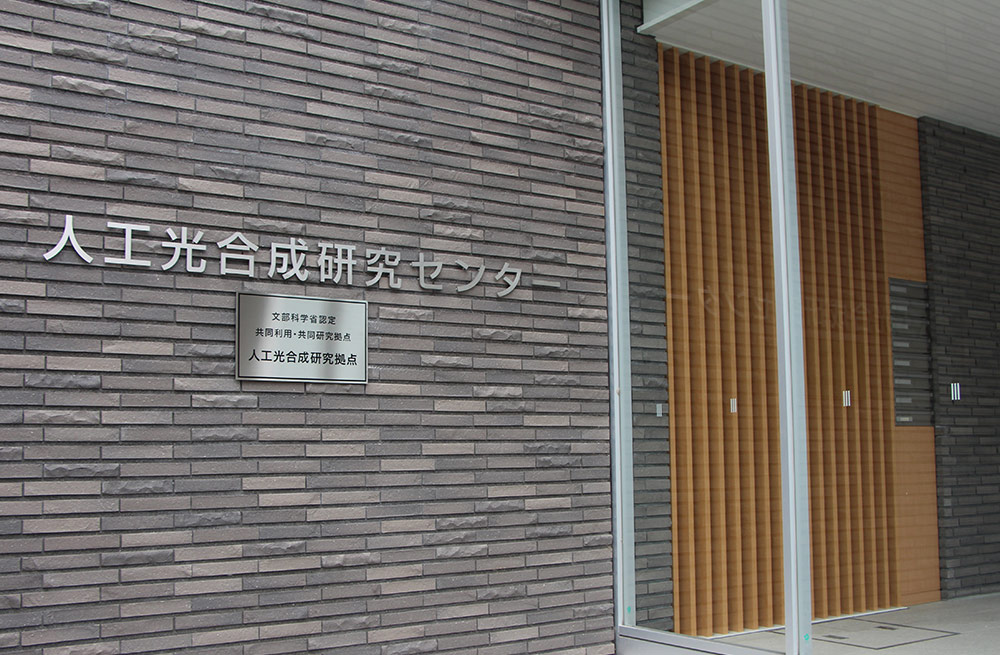 人工光合成研究センター
文部科学省認定
共同利用・共同研究拠点
人工光合成研究拠点